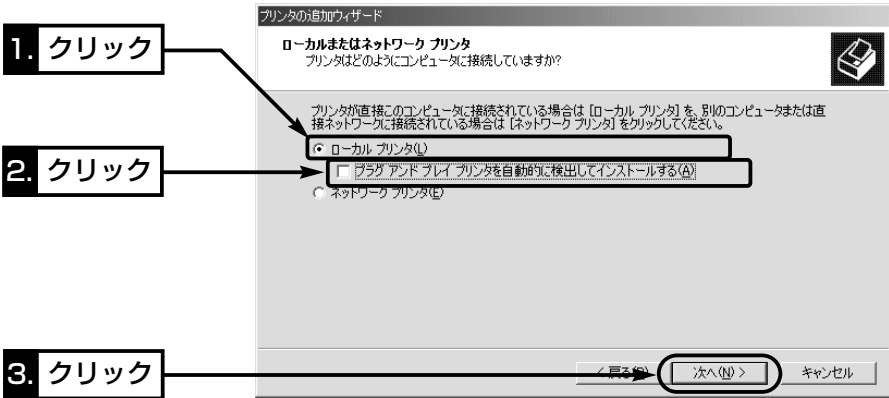 プリンタの追加ウィザード
ローカルまたはネットワーク プリンタ
プリンタはどのようにコンピュータに接続していますか?
1. クリック
プリンタが直接このコンピュータに接続されている場合は [ローカル プリンタ] を、別のコンピュータまたは直
接ネットワークに接続されている場合は [ネットワーク プリンタ] をクリックしてください。
ローカル プリンタ(L)
2. クリック
プラグ アンド プレイ プリンタを自動的に検出してインストールする(A)
ネットワーク プリンタ(E)
3. クリック
< 戻る(B)
次へ(N) >
キャンセル